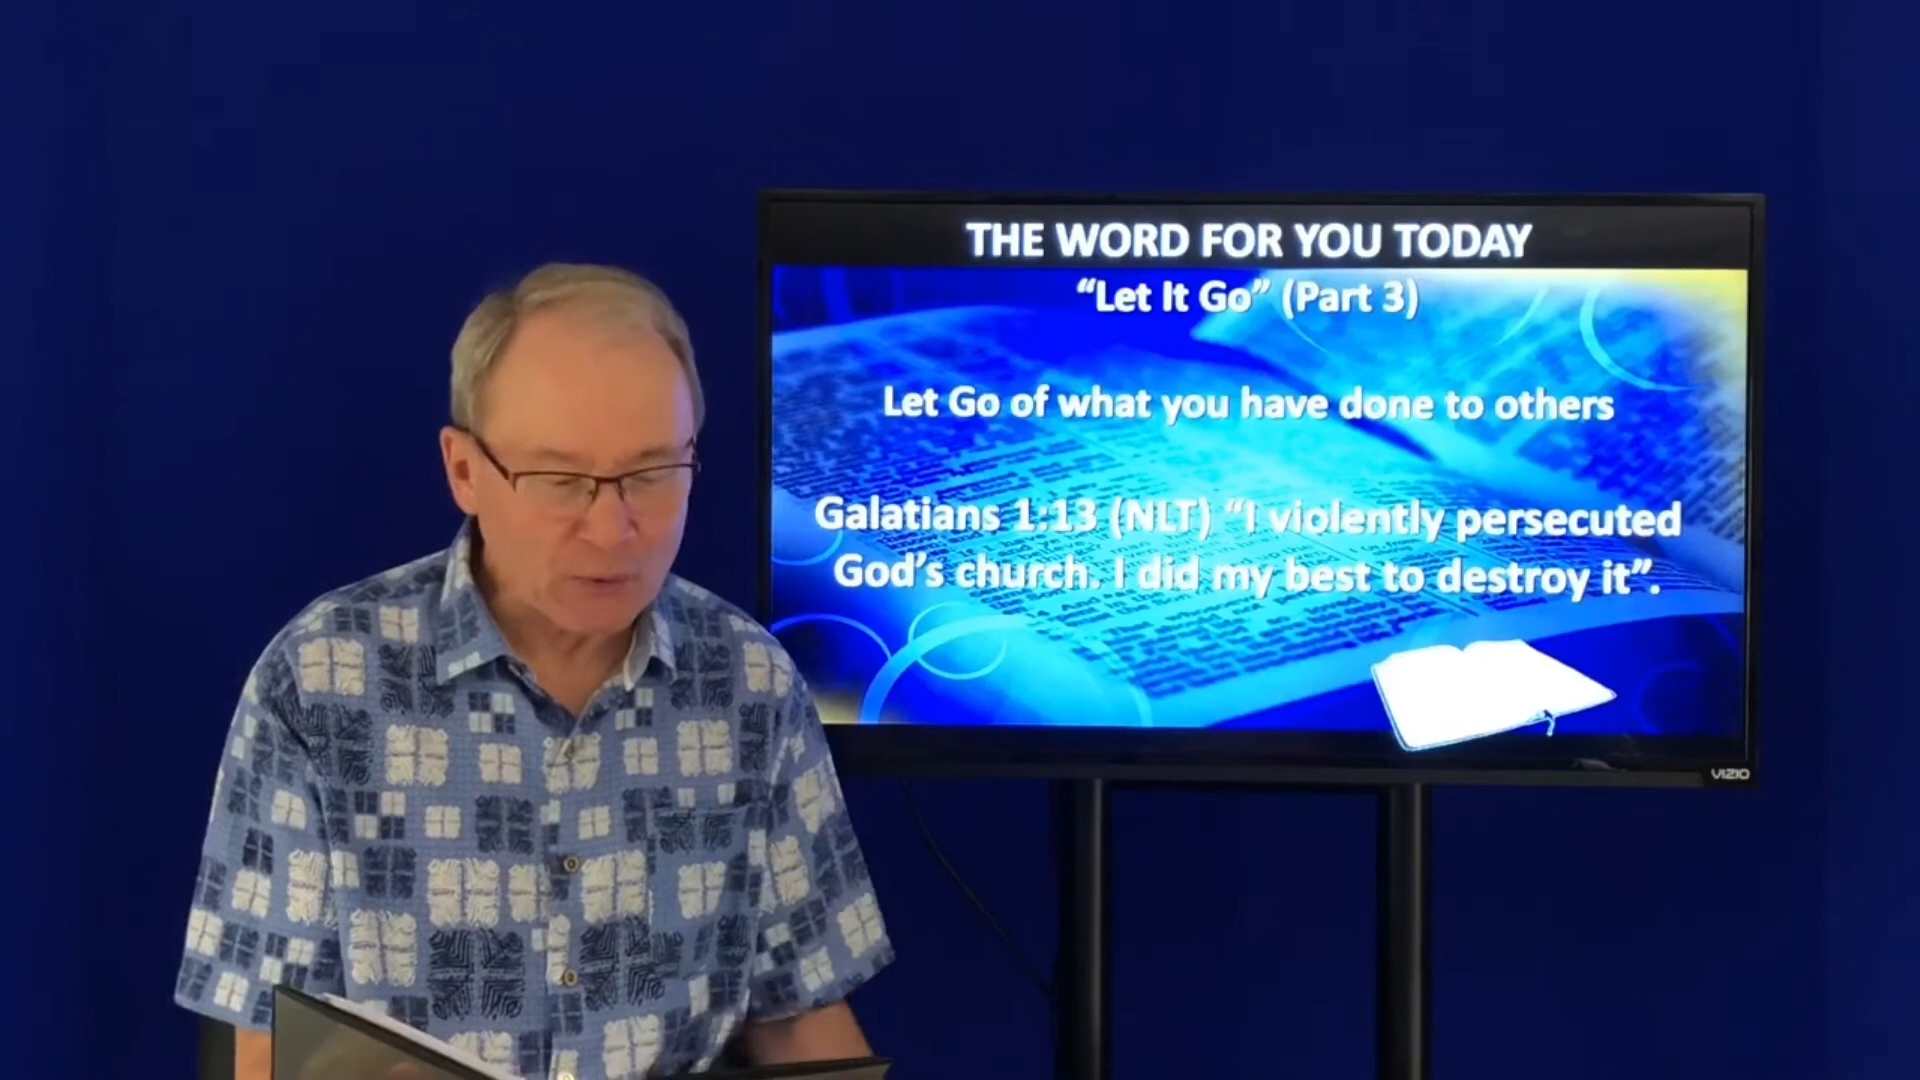 THE WORD FOR YOU TODAY
“Let It Go” (Part 3)
Let Go of what you have done to others
Galatians 1:13 (NLT) “I violently persecuted
God’s church. I did my best to destroy it”.
VIZIO